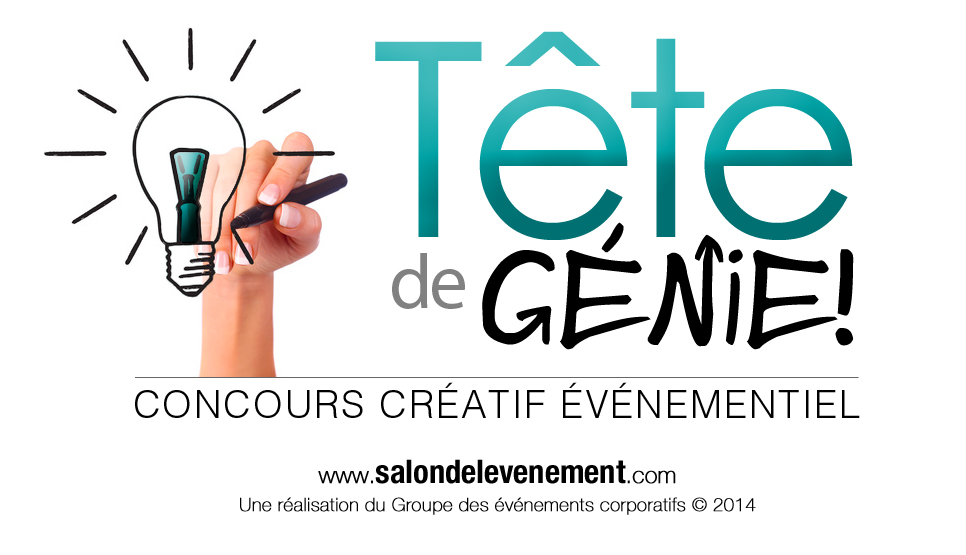 Tête
de GÉNiE!
CONCOURS CRÉATIF ÉVÉNEMENTIEL
www.salondelevenement.com
Une réalisation du Groupe des événements corporatifs © 2014